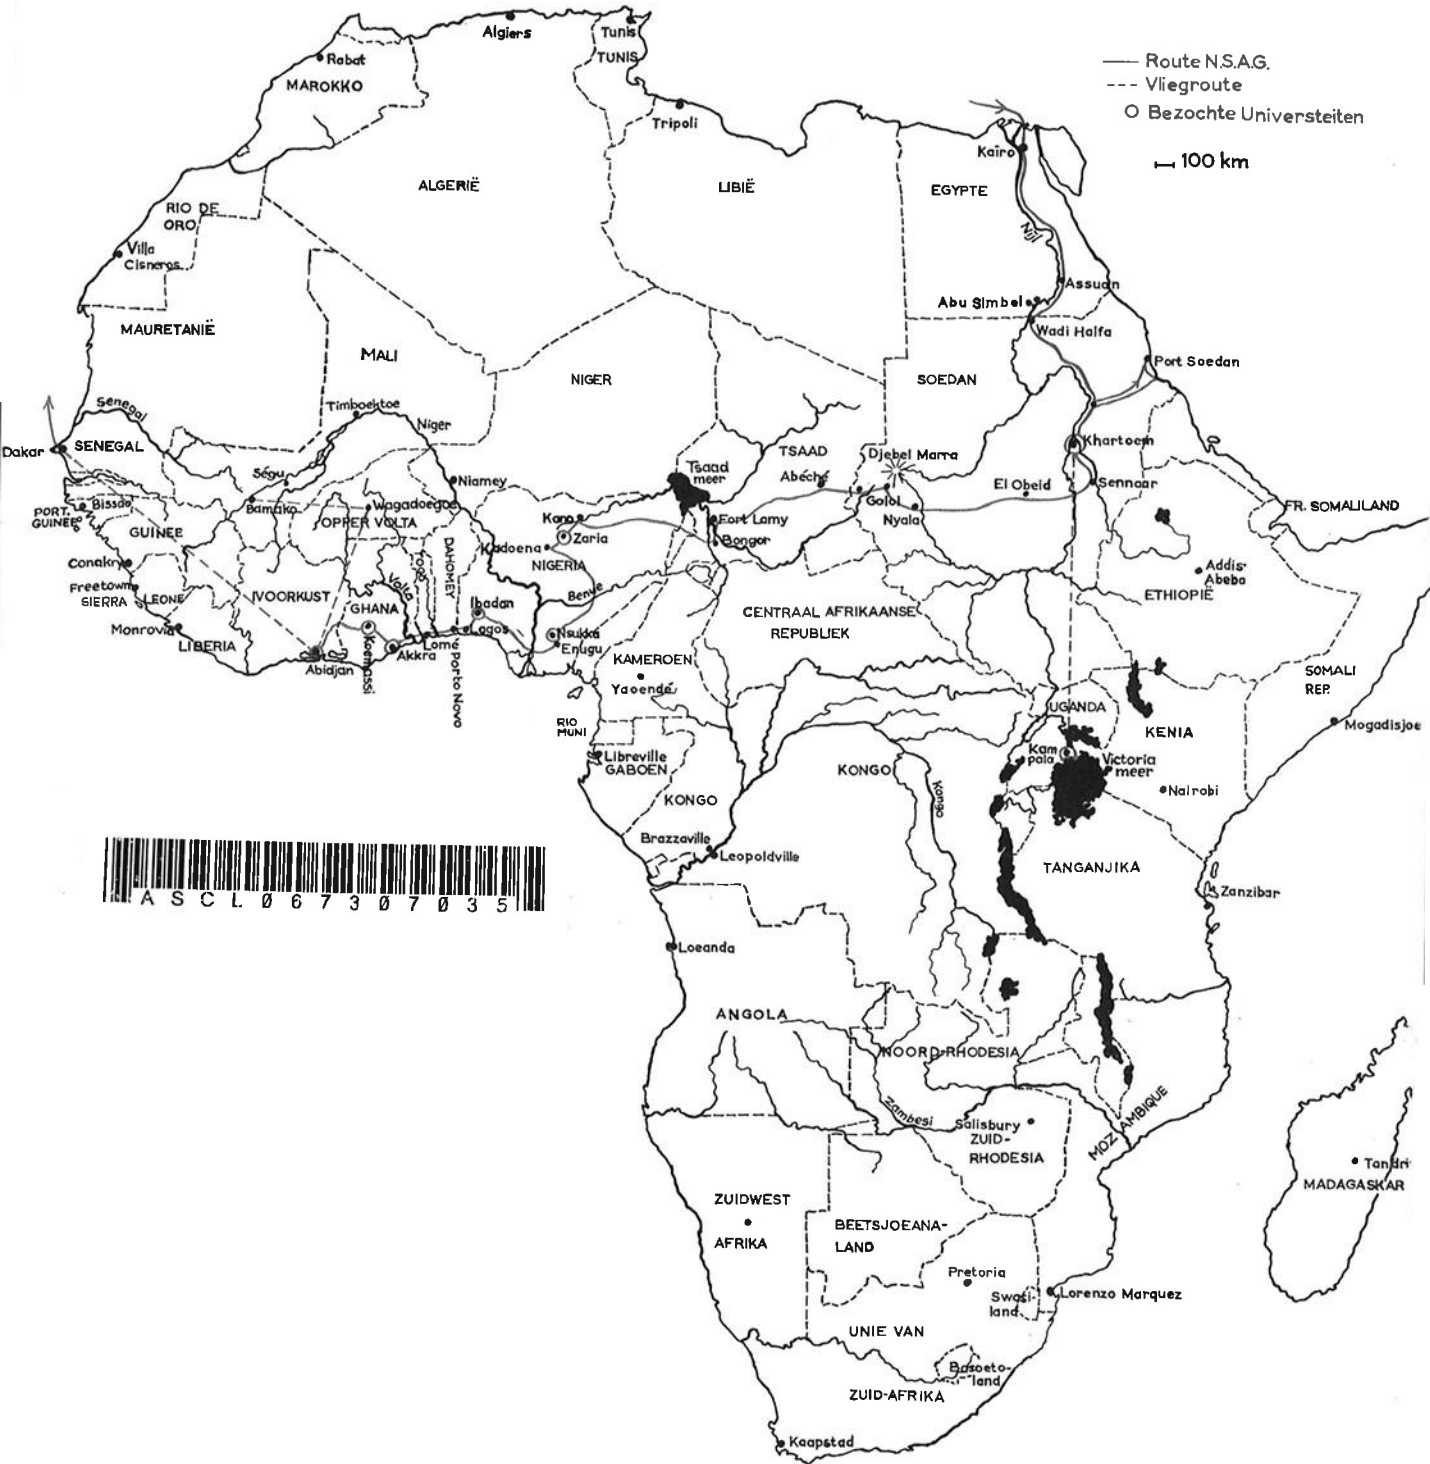 Algiers
Tunis
TUNIS
Rabat
MAROKKO
Tripoli
Route N.S.A.G.
Vliegroute
Bezochte Universteiten
100 km
Kaïro
ALGERIË
LIBIË
EGYPTE
RIO DE
ORO
Nijl
Villa
Cisneros
Assuan
Abu Simbel
MAURETANIË
Wadi Halfa
MALI
Port Soedan
NIGER
SOEDAN
Senegal
Timboektoe
Niger
Dakar
SENEGAL
Khartoem
TSAAD
Djebel Marra
Tsaad
meer
Ségu
Niamey
Abéché
El Obeid
Sennaar
Bissao
PORT.
GUINEE
Bamako
Wagadoegoe
OPPER VOLTA
Golol
Nyala
FR. SOMALILAND
Kano
Fort Lamy
GUINEE
Zaria
Bongor
Kadoena
NIGERIA
Conakry
TOGO
DAHOMEY
Addis
Abeba
Freetown
SIERRA LEONE
IVOORKUST
Volta
Benue
ETHIOPIË
GHANA
Ibadan
CENTRAAL AFRIKAANSE
REPUBLIEK
Monrovia
LIBERIA
Lagos
Nsukka
Enugu
Lomé
Akkra
Koemassi
Porto Novo
Abidjan
KAMEROEN
Yaoendé
SOMALI
REP.
UGANDA
RIO
MUNI
KENIA
Mogadisjoe
Libreville
GABOEN
Kam
pala
Victoria
meer
KONGO
Kongo
Nairobi
KONGO
Brazzaville
Leopoldville
TANGANJIKA
Zanzibar
ASCL 06730 7035
Loeanda
ANGOLA
NOORD-RHODESIA
Zambesi
Salisbury
ZUID-
RHODESIA
MOZAMBIQUE
Tandri
MADAGASKAR
ZUIDWEST
AFRIKA
BEETSJOEANA-
LAND
Pretoria
Swasi-
land
Lorenzo Marquez
UNIE VAN
Basoeto-
land
ZUID-AFRIKA
Kaapstad